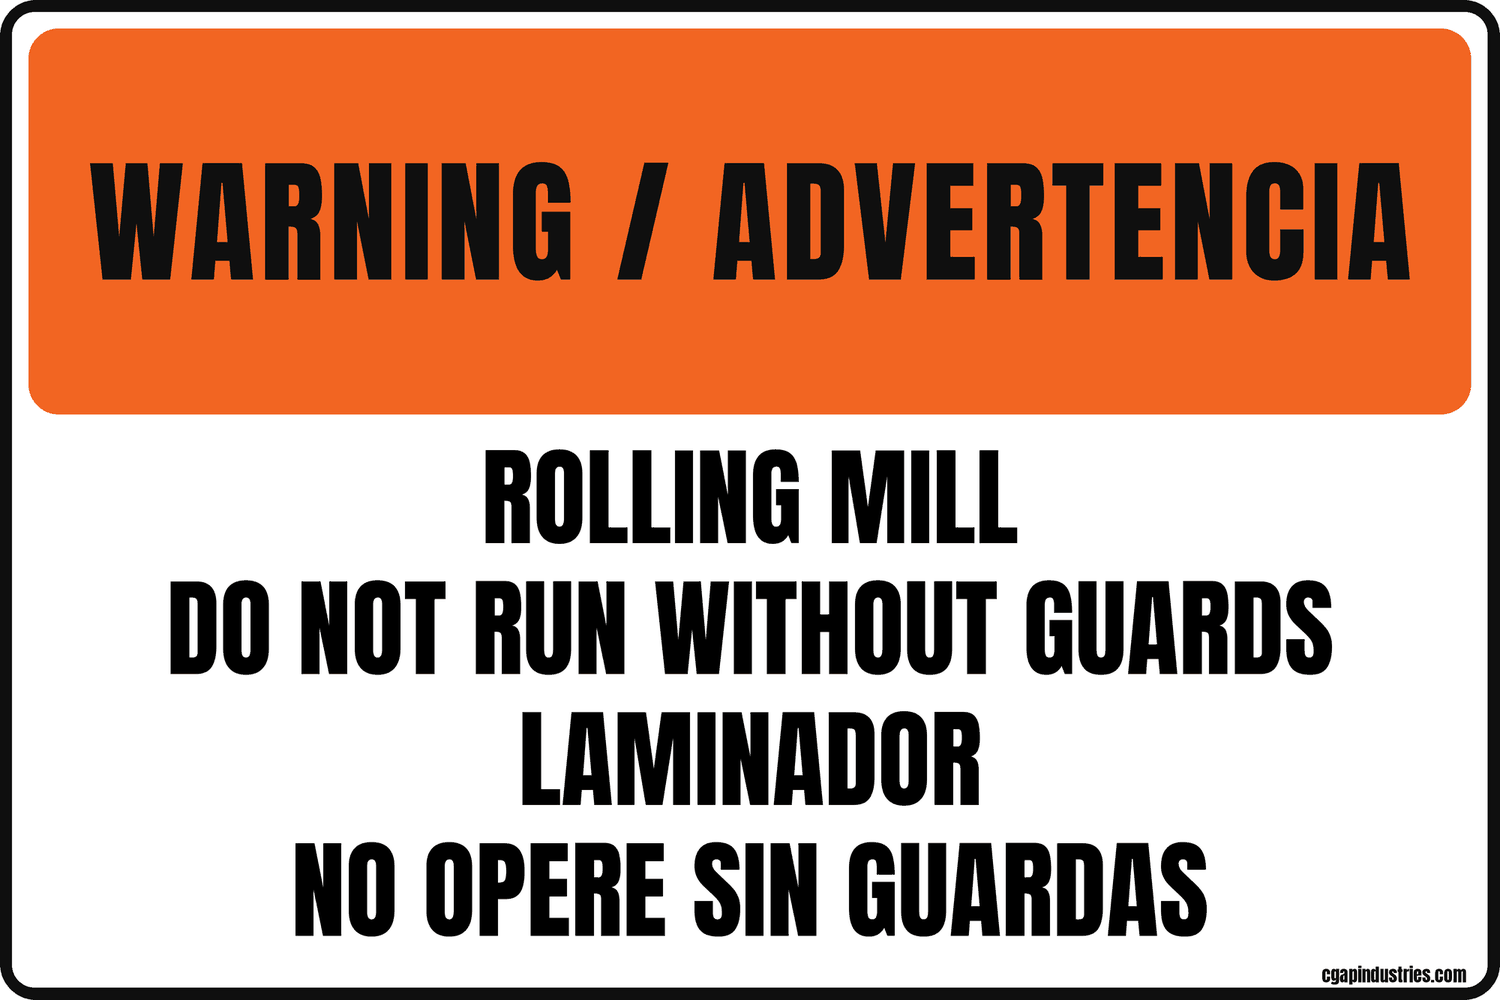 WARNING / ADVERTENCIA
ROLLING MILL
DO NOT RUN WITHOUT GUARDS
LAMINADOR
NO OPERE SIN GUARDAS
cgapindustries.com